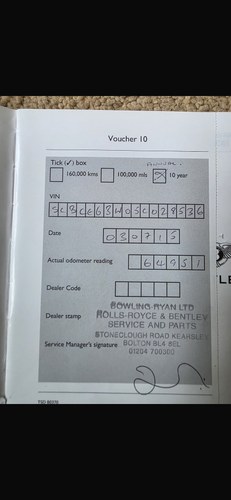 Voucher 10
Tick (✓) box
160,000 kms 100,000 mls 10 year
VIN
SCBCE63W05C028536
Date
030715
Actual odometer reading
64951
Dealer Code
Dealer stamp
BOWLING-RYAN LTD
ROLLS-ROYCE & BENTLEY
SERVICE AND PARTS
STONECLOUGH ROAD KEARSLEY
Service Manager's signature BOLTON BL4 8EL
01204 700300